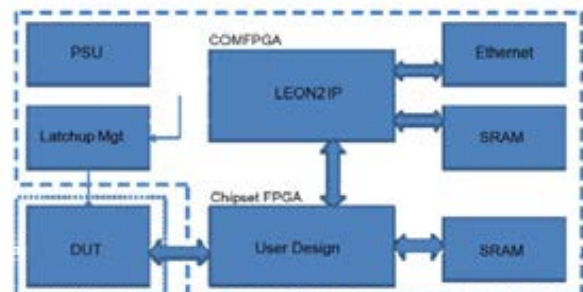 COMFPGA
PSU
LEON2 IP
Ethernet
Latchup Mgt
SRAM
Chipset FPGA
DUT
User Design
SRAM